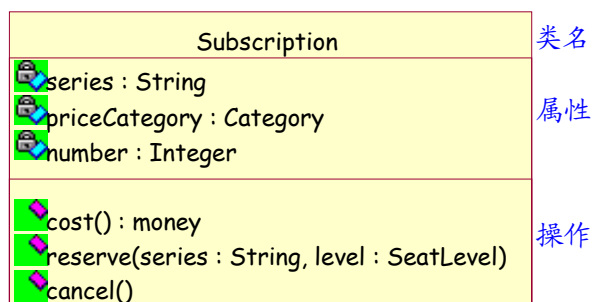 Subscription
类名
series : String
priceCategory : Category
属性
number : Integer
cost() : money
操作
reserve(series : String, level : SeatLevel)
cancel()